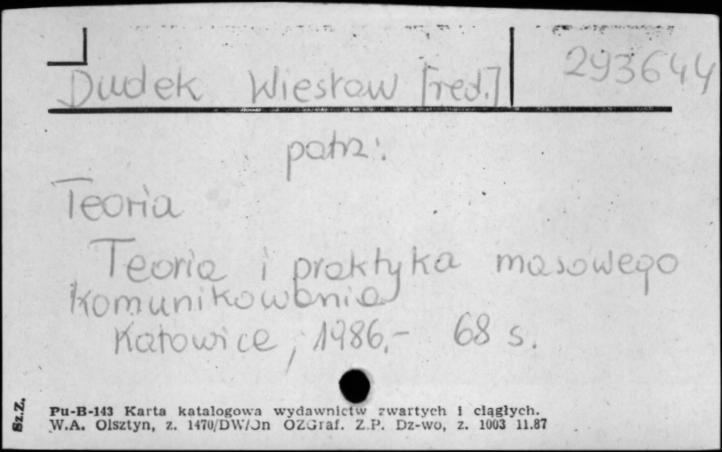 Dudek Wiesław [red.] 293644
patrz:
Teoria
Teoria i praktyka masowego
komunikowania
Katowice, 1986.- 68 s.
Sz.Z.
Pu-B-143 Karta katalogowa wydawnictw zwartych i ciągłych.
W.A. Olsztyn, z. 1470/DW/Jn OZGraf. Z.P. Dz-wo, z. 1003 11.87